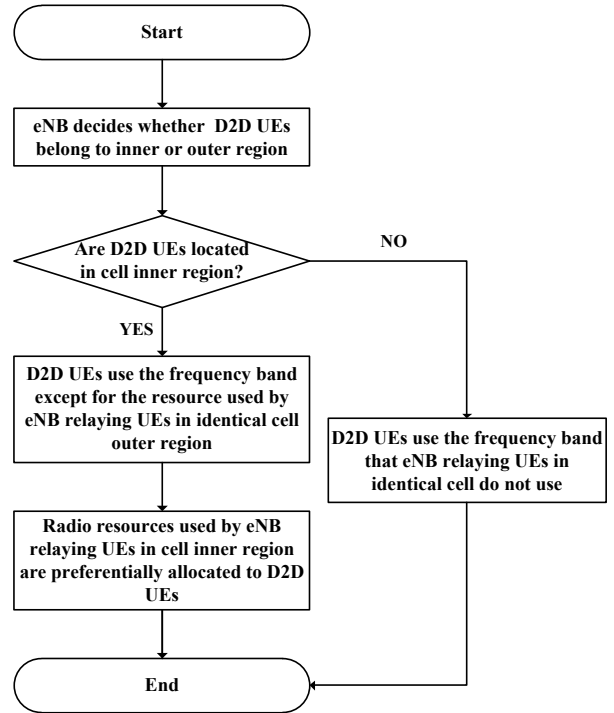 Start
eNB decides whether D2D UEs
belong to inner or outer region
Are D2D UEs located
in cell inner region?
NO
YES
D2D UEs use the frequency band
except for the resource used by
eNB relaying UEs in identical cell
outer region
D2D UEs use the frequency band
that eNB relaying UEs in
identical cell do not use
Radio resources used by eNB
relaying UEs in cell inner region
are preferentially allocated to D2D
UEs
End